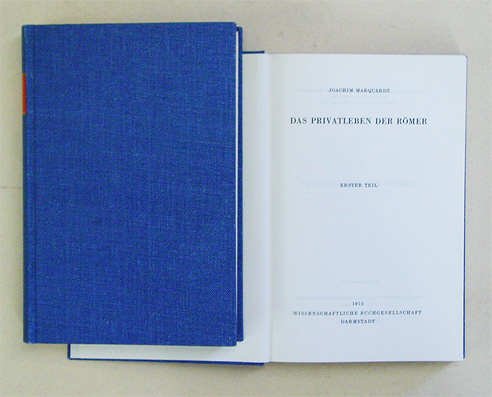 JOACHIM MARQUARDT
DAS PRIVATLEBEN DER RÖMER
ERSTER TEIL
1975
WISSENSCHAFTLICHE BUCHGESELLSCHAFT
DARMSTADT